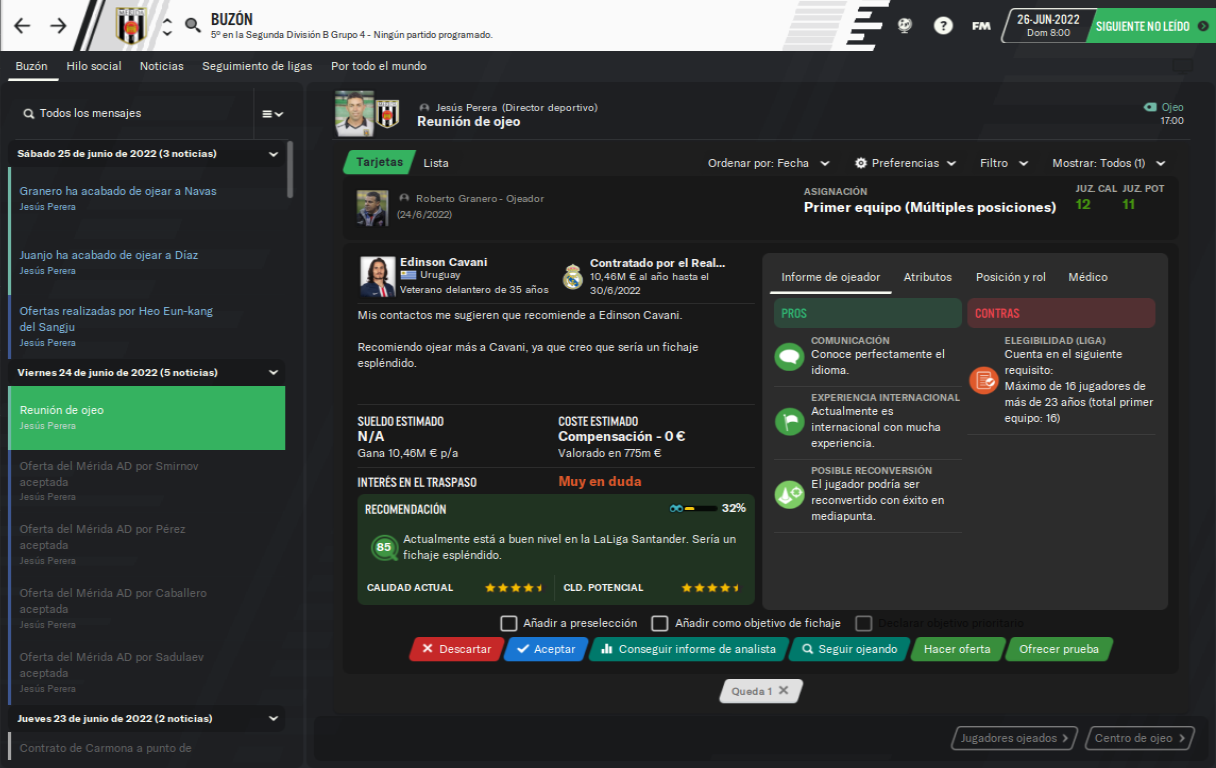 BUZÓN
5º en la Segunda División B Grupo 4 - Ningún partido programado.
?
FM
26-JUN-2022
Dom 8:00
SIGUIENTE NO LEÍDO
Buzón
Hilo social
Noticias
Seguimiento de ligas
Por todo el mundo
Todos los mensajes
Sábado 25 de junio de 2022 (3 noticias)
Granero ha acabado de ojear a Navas
Jesús Perera
Juanjo ha acabado de ojear a Díaz
Jesús Perera
Ofertas realizadas por Heo Eun-kang
del Sangju
Jesús Perera
Viernes 24 de junio de 2022 (5 noticias)
Reunión de ojeo
Jesús Perera
Oferta del Mérida AD por Smirnov
aceptada
Jesús Perera
Oferta del Mérida AD por Pérez
aceptada
Jesús Perera
Oferta del Mérida AD por Caballero
aceptada
Jesús Perera
Oferta del Mérida AD por Sadulaev
aceptada
Jesús Perera
Jueves 23 de junio de 2022 (2 noticias)
Contrato de Carmona a punto de
Jesús Perera (Director deportivo)
Reunión de ojeo
Ojeo
17:00
Tarjetas
Lista
Ordenar por: Fecha
Preferencias
Filtro
Mostrar: Todos (1)
Roberto Granero - Ojeador
(24/6/2022)
ASIGNACIÓN
Primer equipo (Múltiples posiciones)
JUZ. CAL
12
JUZ. POT
11
Edinson Cavani
Uruguay
Veterano delantero de 35 años
Contratado por el Real...
10,46M € al año hasta el
30/6/2022
Mis contactos me sugieren que recomiende a Edinson Cavani.
Recomiendo ojear más a Cavani, ya que creo que sería un fichaje
espléndido.
SUELDO ESTIMADO
N/A
Gana 10,46M € p/a
COSTE ESTIMADO
Compensación - 0 €
Valorado en 775m €
INTERÉS EN EL TRASPASO
Muy en duda
RECOMENDACIÓN
32%
85
Actualmente está a buen nivel en la LaLiga Santander. Sería un
fichaje espléndido.
CALIDAD ACTUAL
CLD. POTENCIAL
Informe de ojeador
Atributos
Posición y rol
Médico
PROS
COMUNICACIÓN
Conoce perfectamente el
idioma.
EXPERIENCIA INTERNACIONAL
Actualmente es
internacional con mucha
experiencia.
POSIBLE RECONVERSIÓN
El jugador podría ser
reconvertido con éxito en
mediapunta.
CONTRAS
ELEGIBILIDAD (LIGA)
Cuenta en el siguiente
requisito:
Máximo de 16 jugadores de
más de 23 años (total primer
equipo: 16)
Añadir a preselección
Añadir como objetivo de fichaje
Declarar objetivo prioritario
Descartar
Aceptar
Conseguir informe de analista
Seguir ojeando
Hacer oferta
Ofrecer prueba
Queda 1
Jugadores ojeados
Centro de ojeo